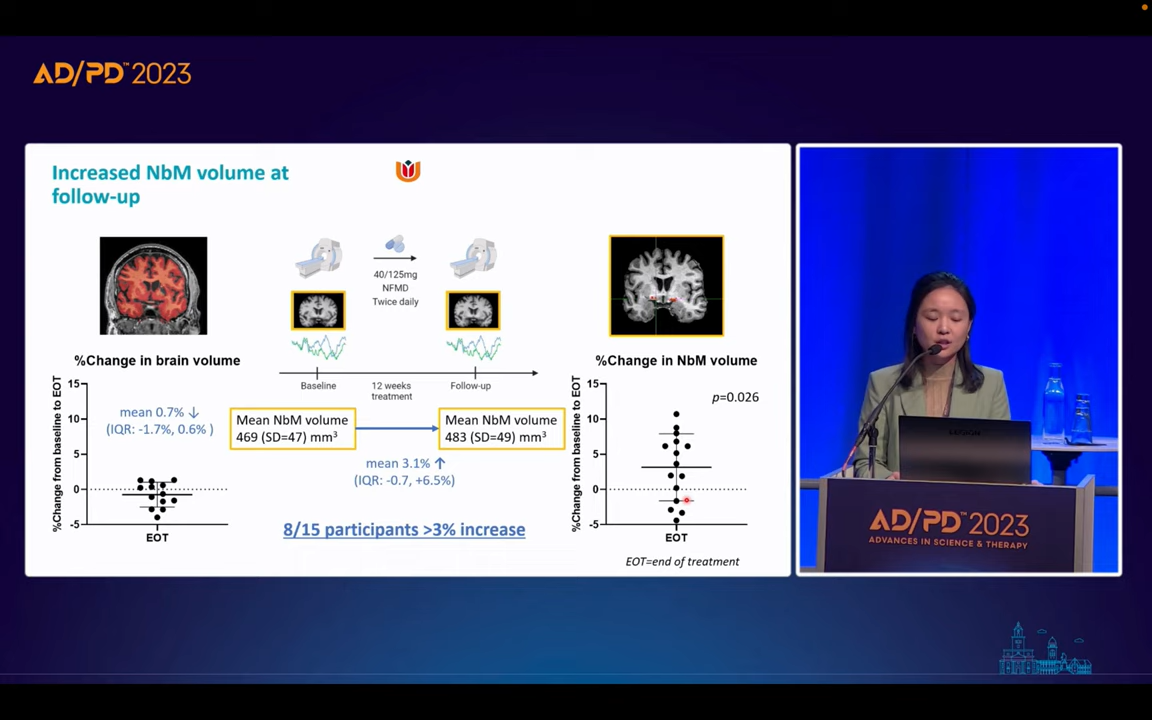 AD/PD™ 2023
Increased NbM volume at
follow-up
40/125mg
NFMD
Twice daily
Baseline
12 weeks
treatment
Follow-up
%Change in brain volume
%Change from baseline to EOT
15
10
5
0
-5
mean 0.7% ↓
(IQR: -1.7%, 0.6% )
EOT
Mean NbM volume
469 (SD=47) mm³
Mean NbM volume
483 (SD=49) mm³
mean 3.1% ↑
(IQR: -0.7, +6.5%)
8/15 participants >3% increase
%Change in NbM volume
%Change from baseline to EOT
15
10
5
0
-5
p=0.026
EOT
EOT=end of treatment
AD/PD™ 2023
ADVANCES IN SCIENCE & THERAPY